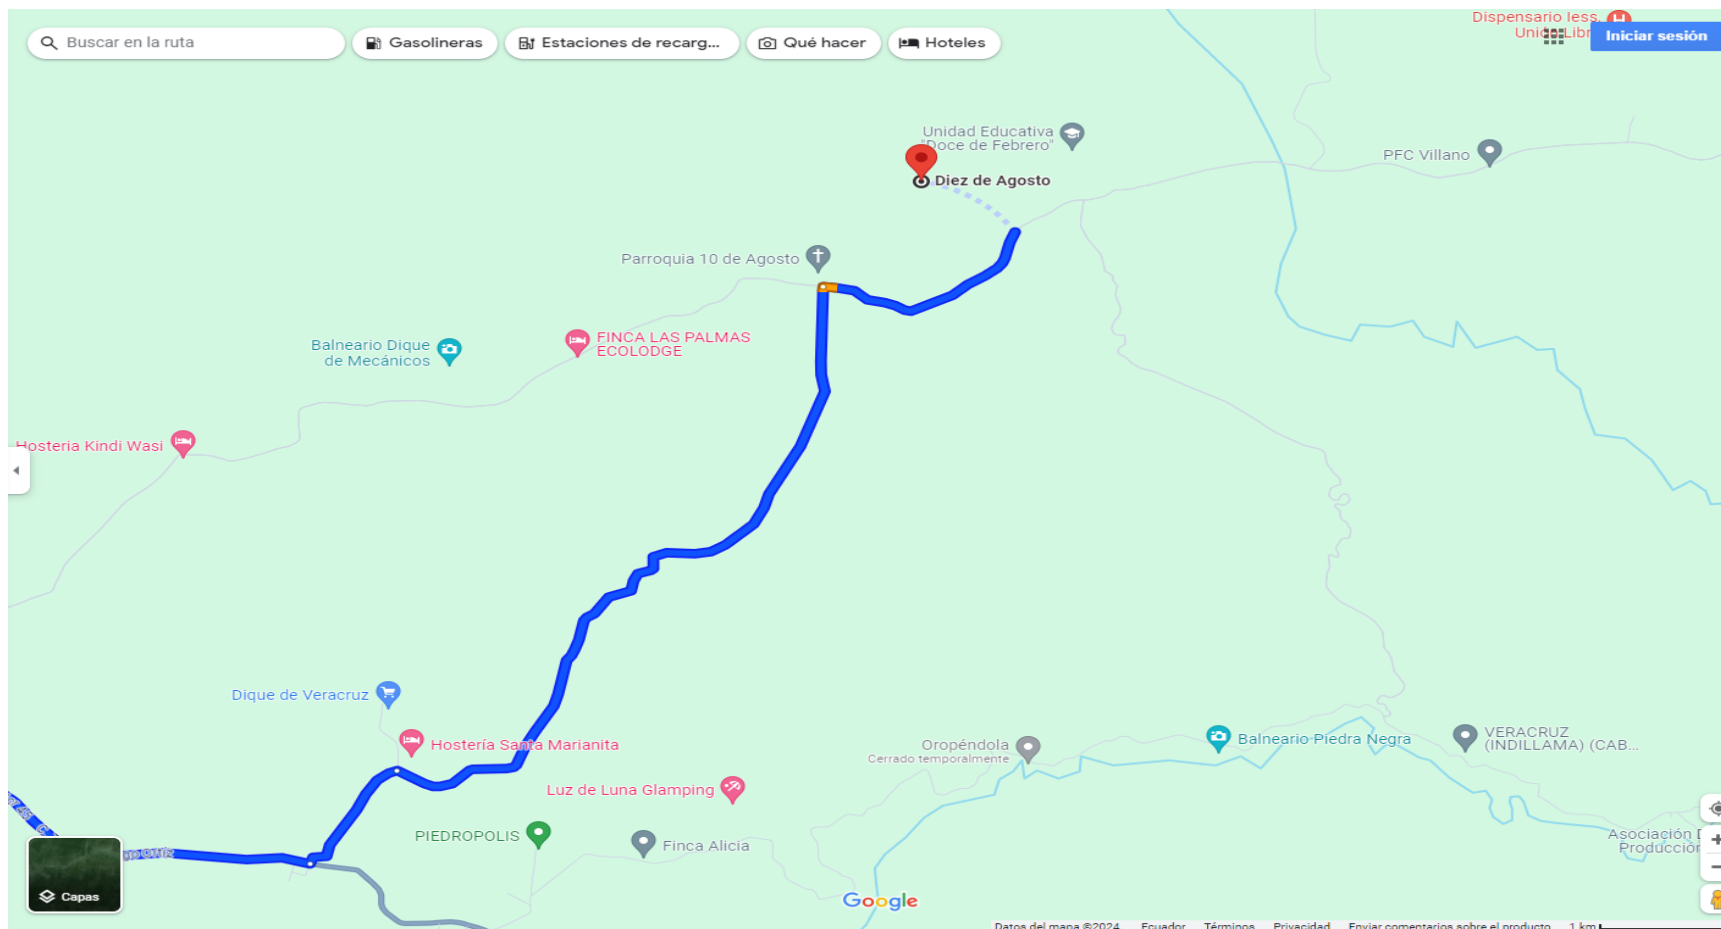 Buscar en la ruta
Gasolineras
Estaciones de recarg...
Qué hacer
Hoteles
Dispensario Iess,
Iniciar sesión
Unidad Educativa
"Doce de Febrero"
PFC Villano
Diez de Agosto
Parroquia 10 de Agosto
FINCA LAS PALMAS
ECOLODGE
Balneario Dique
de Mecánicos
Hosteria Kindi Wasi
Dique de Veracruz
Hostería Santa Marianita
Oropéndola
Cerrado temporalmente
Balneario Piedra Negra
VERACRUZ
(INDILLAMA) (CAB...
Luz de Luna Glamping
PIEDROPOLIS
Finca Alicia
Asociación
Producción
Capas
Google
Datos del mapa ©2024 Ecuador Términos Privacidad Enviar comentarios sobre el producto 1 km